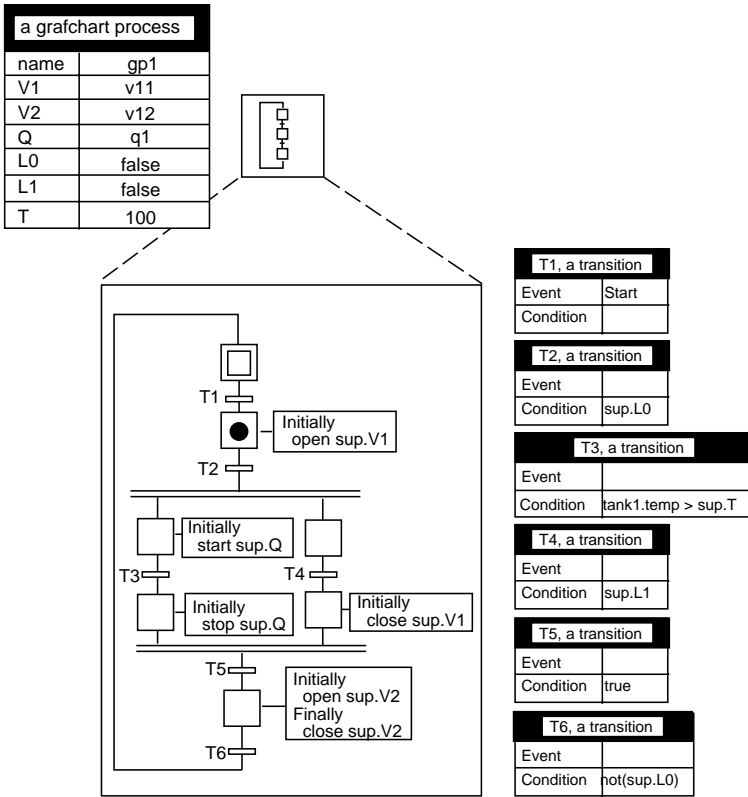 a grafchart process
name gp1
V1 v11
V2 v12
Q q1
L0 false
L1 false
T 100
T1
Initially
open sup.V1
T2
Initially
start sup.Q
T3
T4
Initially
stop sup.Q
Initially
close sup.V1
T5
Initially
open sup.V2
Finally
close sup.V2
T6
T1, a transition
Event Start
Condition
T2, a transition
Event
Condition sup.L0
T3, a transition
Event
Condition tank1.temp > sup.T
T4, a transition
Event
Condition sup.L1
T5, a transition
Event
Condition true
T6, a transition
Event
Condition not(sup.L0)